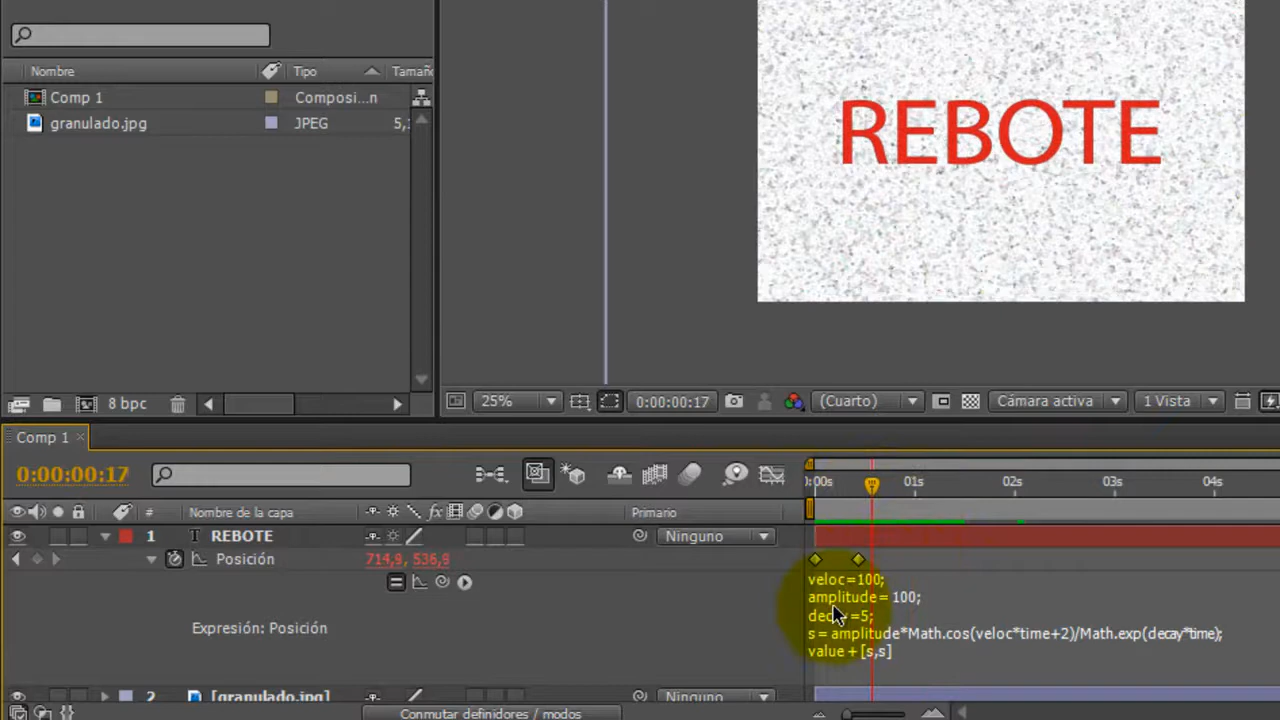 Nombre Tipo Tamañ
Comp 1 Composi...n
granulado.jpg JPEG 5,
REBOTE
8 bpc
25% 0:00:00:17 (Cuarto) Cámara activa 1 Vista
Comp 1 ×
0:00:00:17
:00s 01s 02s 03s 04s
# Nombre de la capa fx Primario
1 T REBOTE Ninguno
Posición 714,9, 536,9
veloc=100;
amplitude= 100;
=5;
Expresión: Posición
s = amplitude*Math.cos(veloc*time+2)/Math.exp(decay*time);
value + [s,s]
2 [granulado.jpg] Ninguno
Conmutar definidores / modos